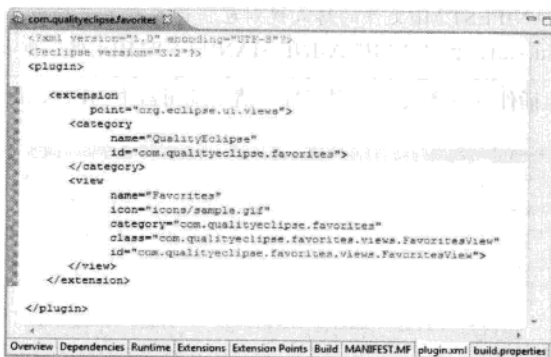 com.qualityeclipse.favorites
<?xml version="1.0" encoding="UTF-8"?>
<?eclipse version="3.2"?>
<plugin>
<extension
point="org.eclipse.ui.views">
<category
name="QualityEclipse"
id="com.qualityeclipse.favorites">
</category>
<view
name="Favorites"
icon="icons/sample.gif"
category="com.qualityeclipse.favorites"
class="com.qualityeclipse.favorites.views.FavoritesView"
id="com.qualityeclipse.favorites.views.FavoritesView">
</view>
</extension>
</plugin>
Overview Dependencies Runtime Extensions Extension Points Build MANIFEST.MF plugin.xml build.properties